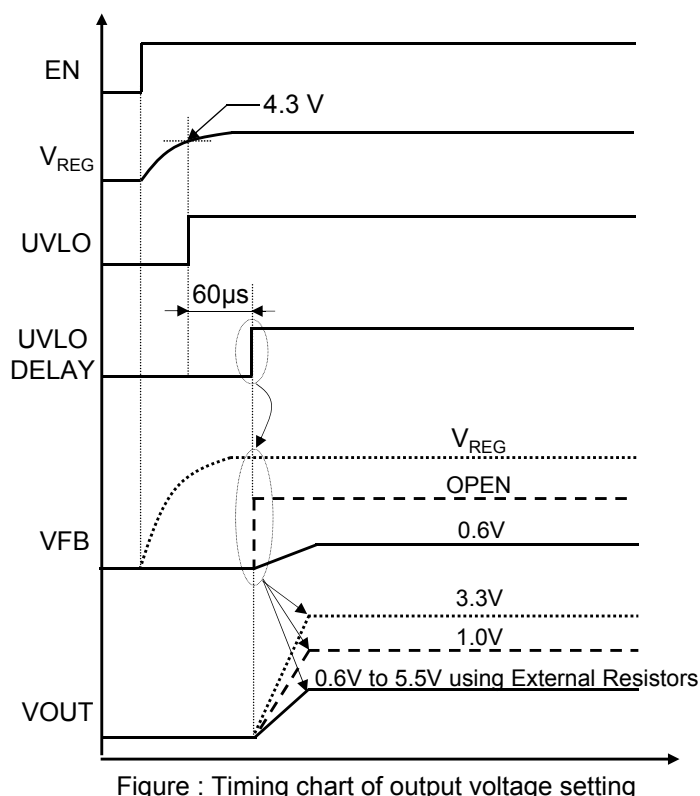 EN
4.3 V
VREG
UVLO
60µs
UVLO
DELAY
VREG
OPEN
VFB
0.6V
3.3V
1.0V
0.6V to 5.5V using External Resistors
VOUT
Figure : Timing chart of output voltage setting